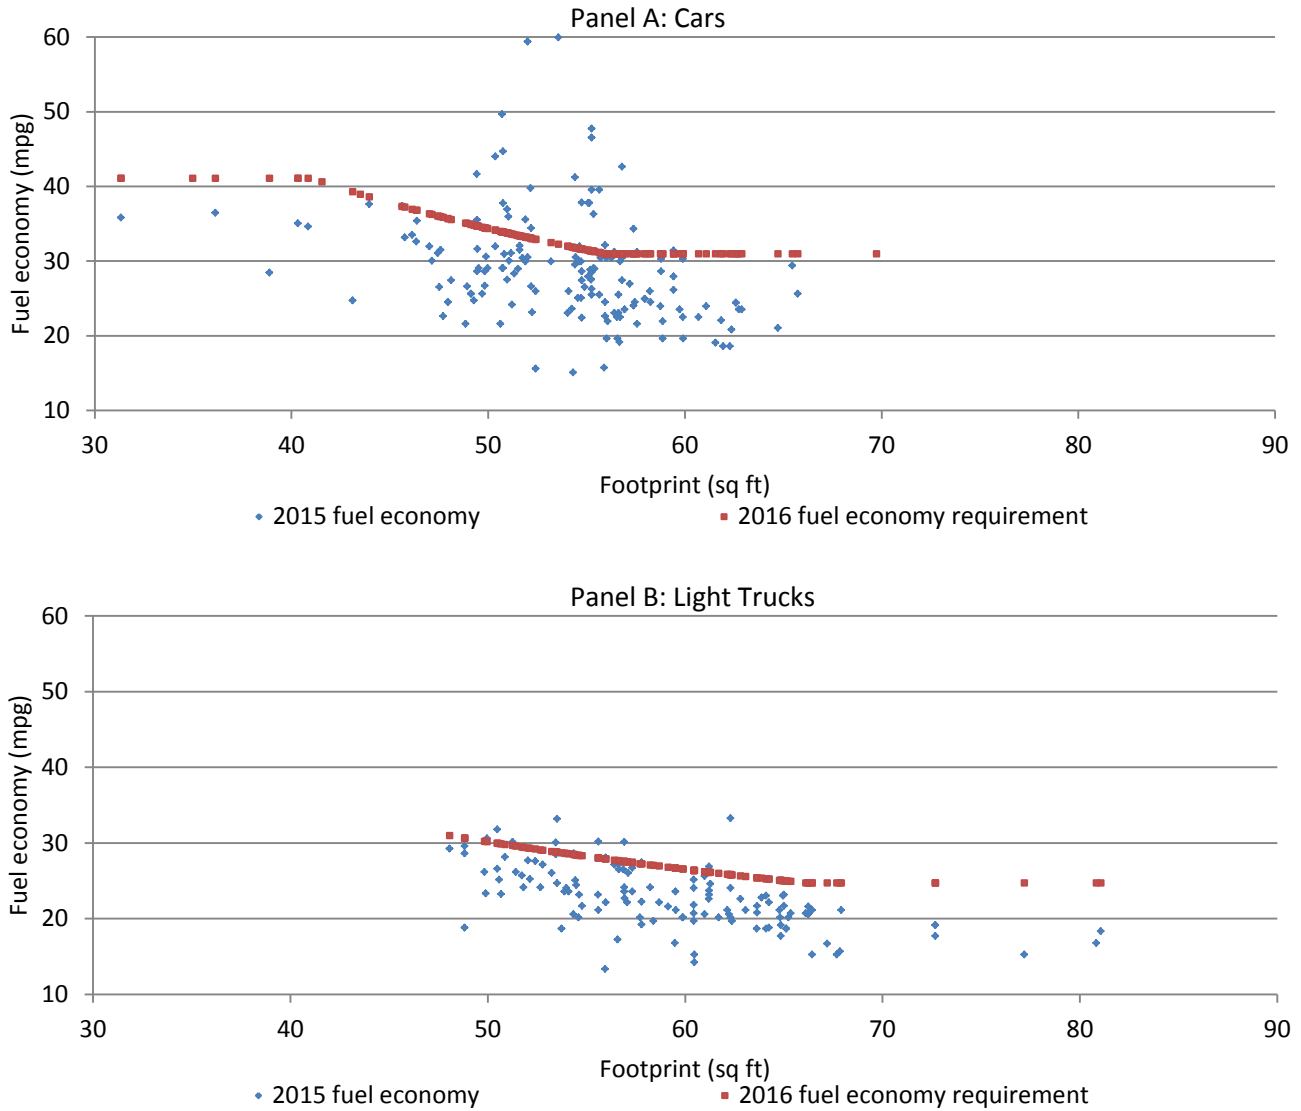 Panel A: Cars
Fuel economy (mpg)
60
50
40
30
20
10
30 40 50 60 70 80 90
Footprint (sq ft)
2015 fuel economy 2016 fuel economy requirement
Panel B: Light Trucks
Fuel economy (mpg)
60
50
40
30
20
10
30 40 50 60 70 80 90
Footprint (sq ft)
2015 fuel economy 2016 fuel economy requirement